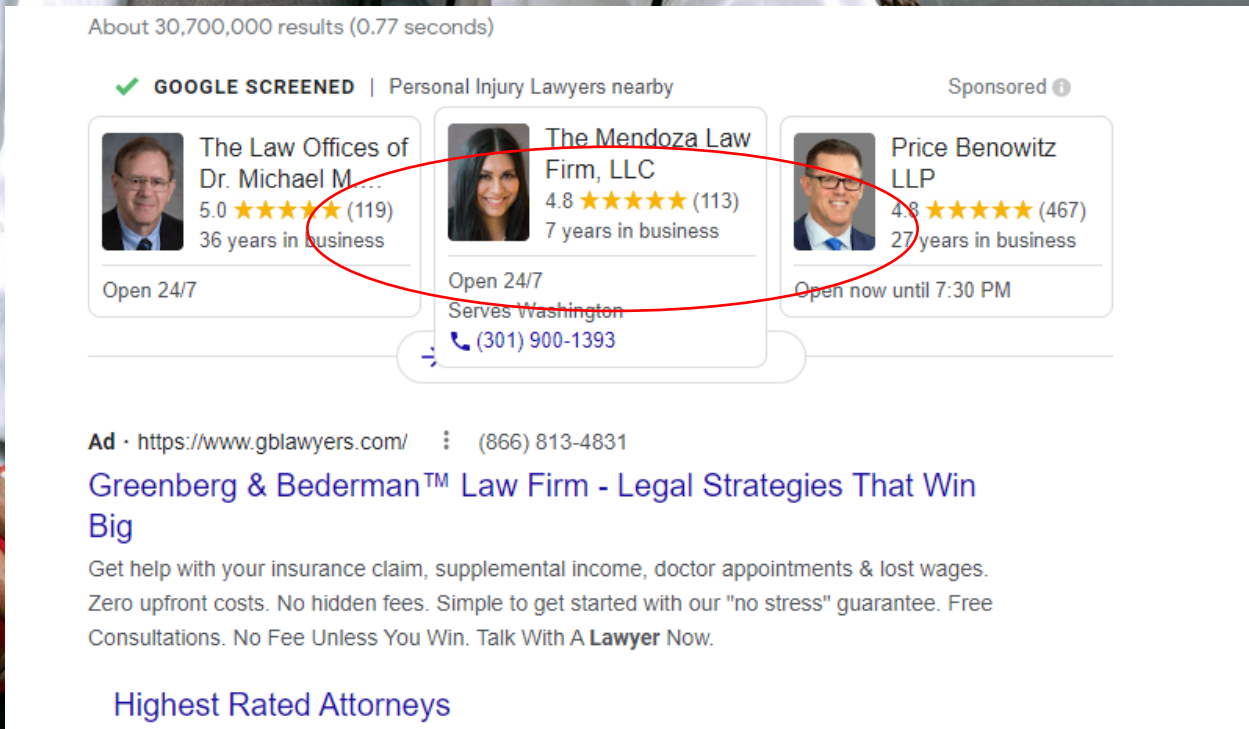 About 30,700,000 results (0.77 seconds)
GOOGLE SCREENED | Personal Injury Lawyers nearby
Sponsored
The Law Offices of
Dr. Michael M....
5.0 ★★★★★ (119)
36 years in business
Open 24/7
The Mendoza Law
Firm, LLC
4.8 ★★★★★ (113)
7 years in business
Open 24/7
Serves Washington
(301) 900-1393
Price Benowitz
LLP
4.8 ★★★★★ (467)
27 years in business
Open now until 7:30 PM
Ad · https://www.gblawyers.com/ (866) 813-4831
Greenberg & Bederman™ Law Firm - Legal Strategies That Win
Big
Get help with your insurance claim, supplemental income, doctor appointments & lost wages.
Zero upfront costs. No hidden fees. Simple to get started with our "no stress" guarantee. Free
Consultations. No Fee Unless You Win. Talk With A Lawyer Now.
Highest Rated Attorneys